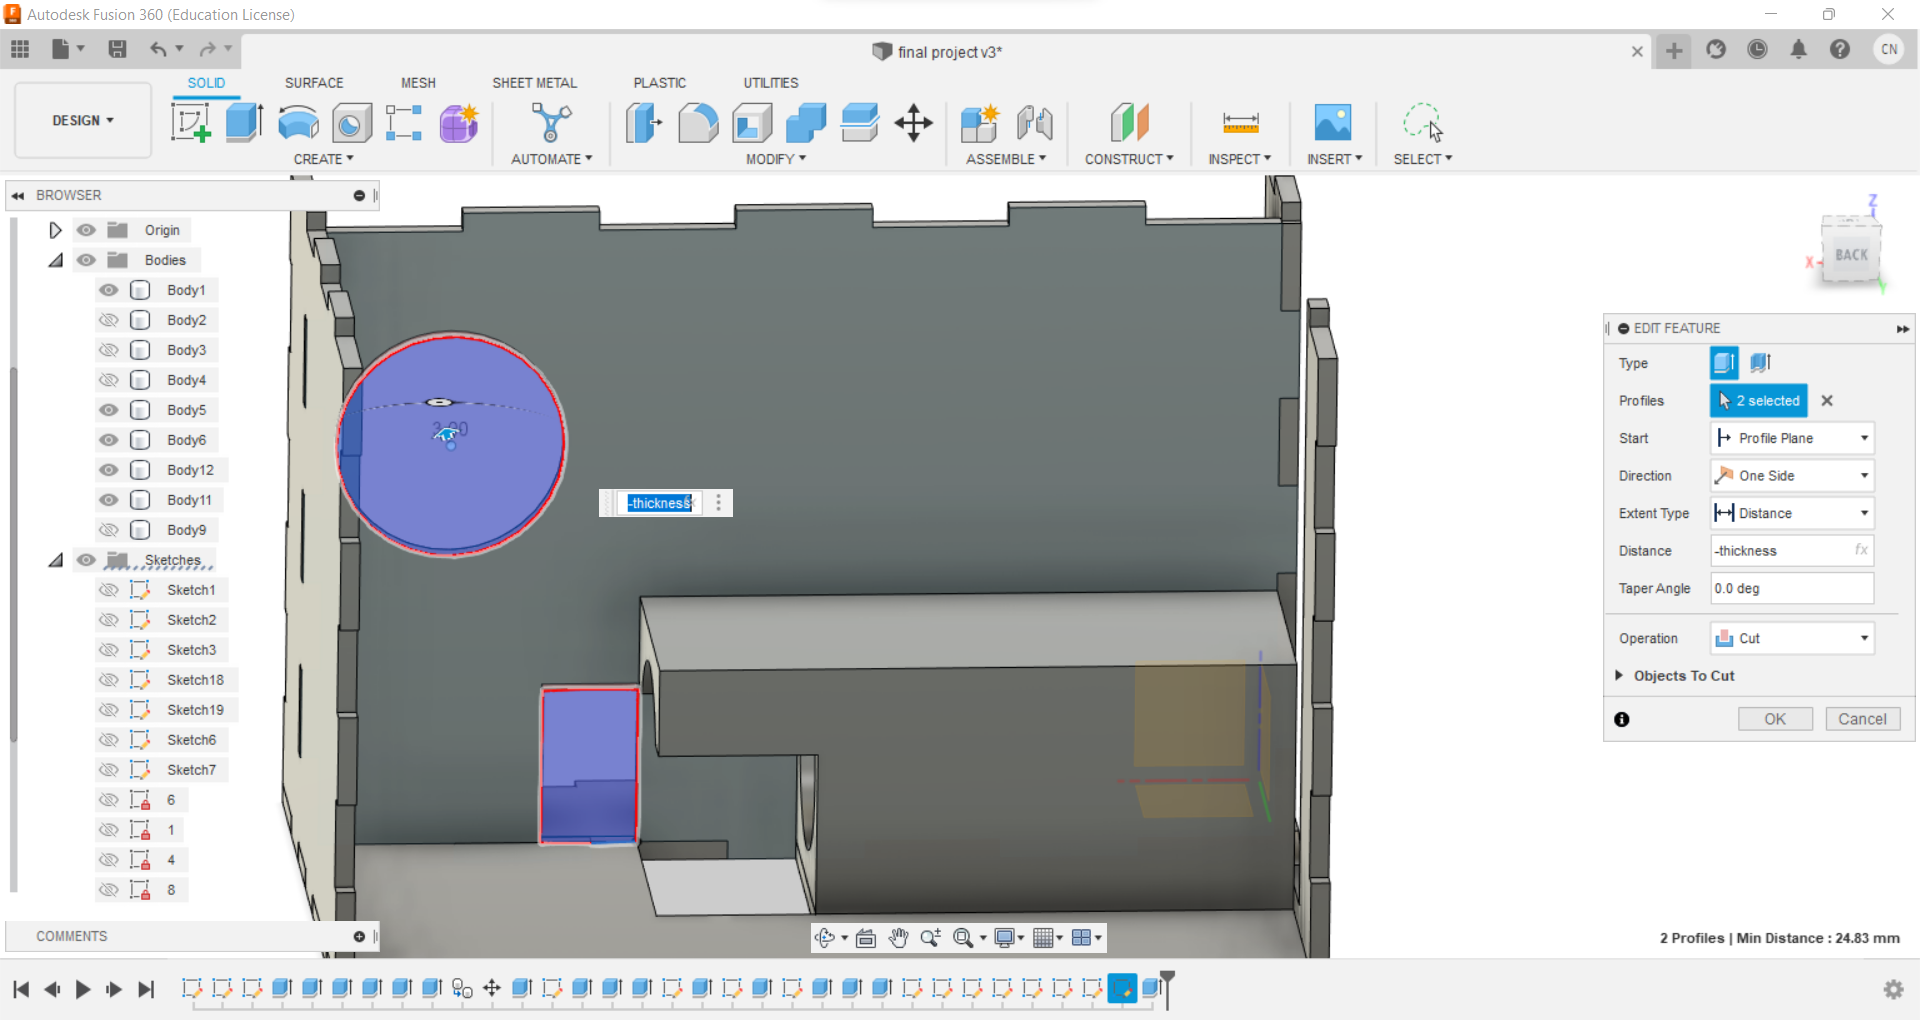 Autodesk Fusion 360 (Education License)
final project v3*
CN
DESIGN
SOLID
SURFACE
MESH
SHEET METAL
PLASTIC
UTILITIES
CREATE
AUTOMATE
MODIFY
ASSEMBLE
CONSTRUCT
INSPECT
INSERT
SELECT
BROWSER
Origin
Bodies
Body1
Body2
Body3
Body4
Body5
Body6
Body12
Body11
Body9
Sketches
Sketch1
Sketch2
Sketch3
Sketch18
Sketch19
Sketch6
Sketch7
6
1
4
8
COMMENTS
-thickness
Z
X
BACK
Y
EDIT FEATURE
Type
Profiles
2 selected
Start
Profile Plane
Direction
One Side
Extent Type
Distance
Distance
-thickness
fx
Taper Angle
0.0 deg
Operation
Cut
Objects To Cut
OK
Cancel
2 Profiles | Min Distance : 24.83 mm